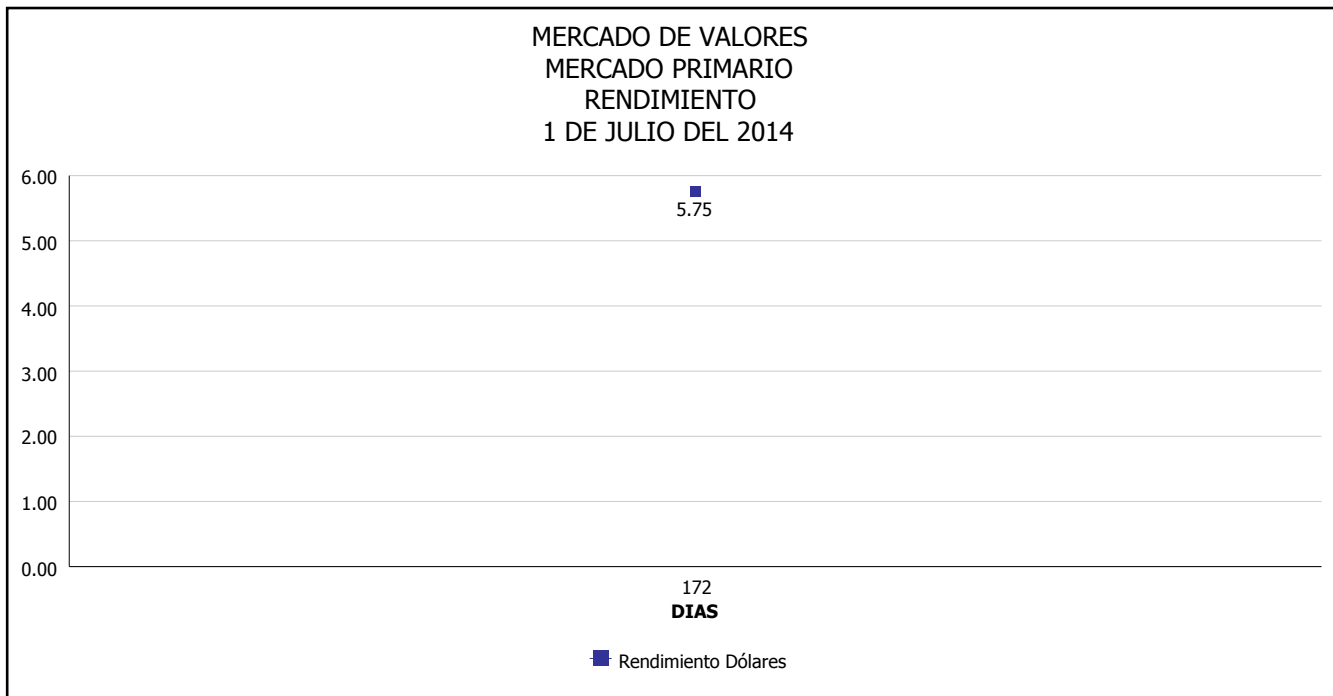 MERCADO DE VALORES
MERCADO PRIMARIO
RENDIMIENTO
1 DE JULIO DEL 2014
6.00
5.75
5.00
4.00
3.00
2.00
1.00
0.00
172
DIAS
Rendimiento Dólares